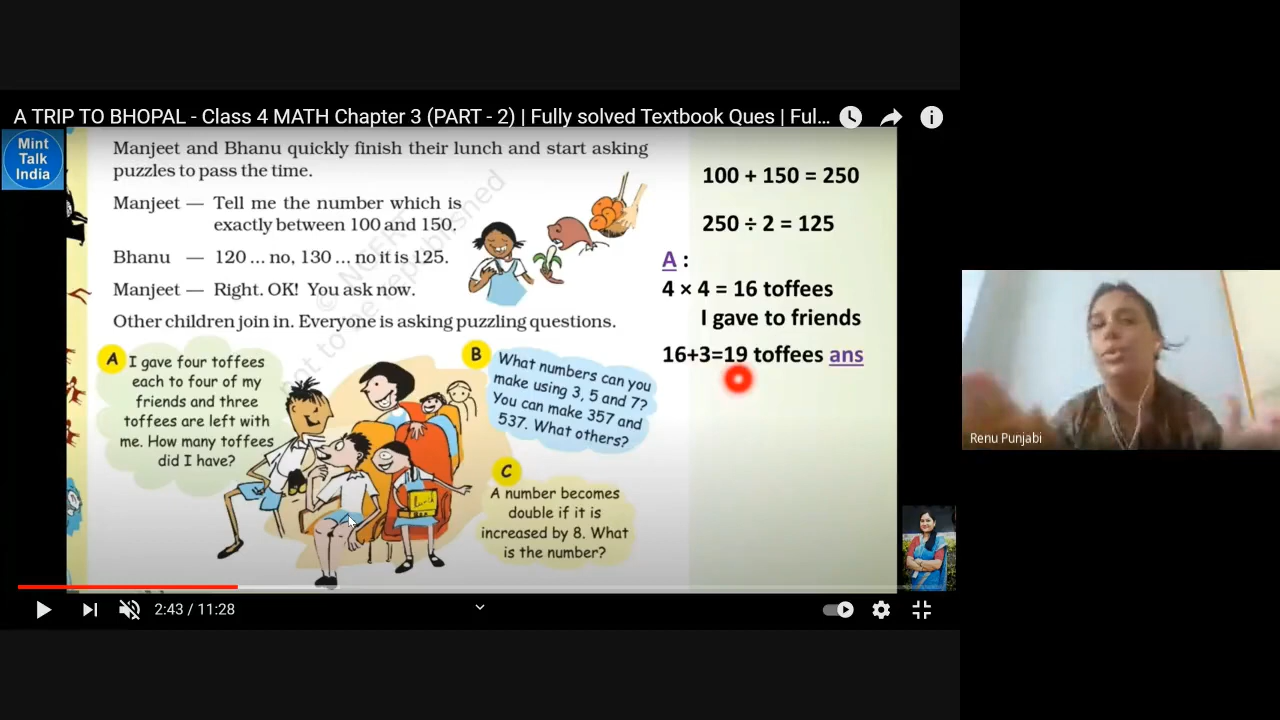 A TRIP TO BHOPAL - Class 4 MATH Chapter 3 (PART - 2) | Fully solved Textbook Ques | Ful...
Mint
Talk
India
Manjeet and Bhanu quickly finish their lunch and start asking
puzzles to pass the time.
Manjeet — Tell me the number which is
exactly between 100 and 150.
Bhanu — 120 ... no, 130 ... no it is 125.
Manjeet — Right. OK! You ask now.
Other children join in. Everyone is asking puzzling questions.
A
I gave four toffees
each to four of my
friends and three
toffees are left with
me. How many toffees
did I have?
B
What numbers can you
make using 3, 5 and 7?
You can make 357 and
537. What others?
C
A number becomes
double if it is
increased by 8. What
is the number?
100 + 150 = 250
250 ÷ 2 = 125
A :
4 × 4 = 16 toffees
I gave to friends
16+3=19 toffees ans
not to be republished
Renu Punjabi
2:43 / 11:28